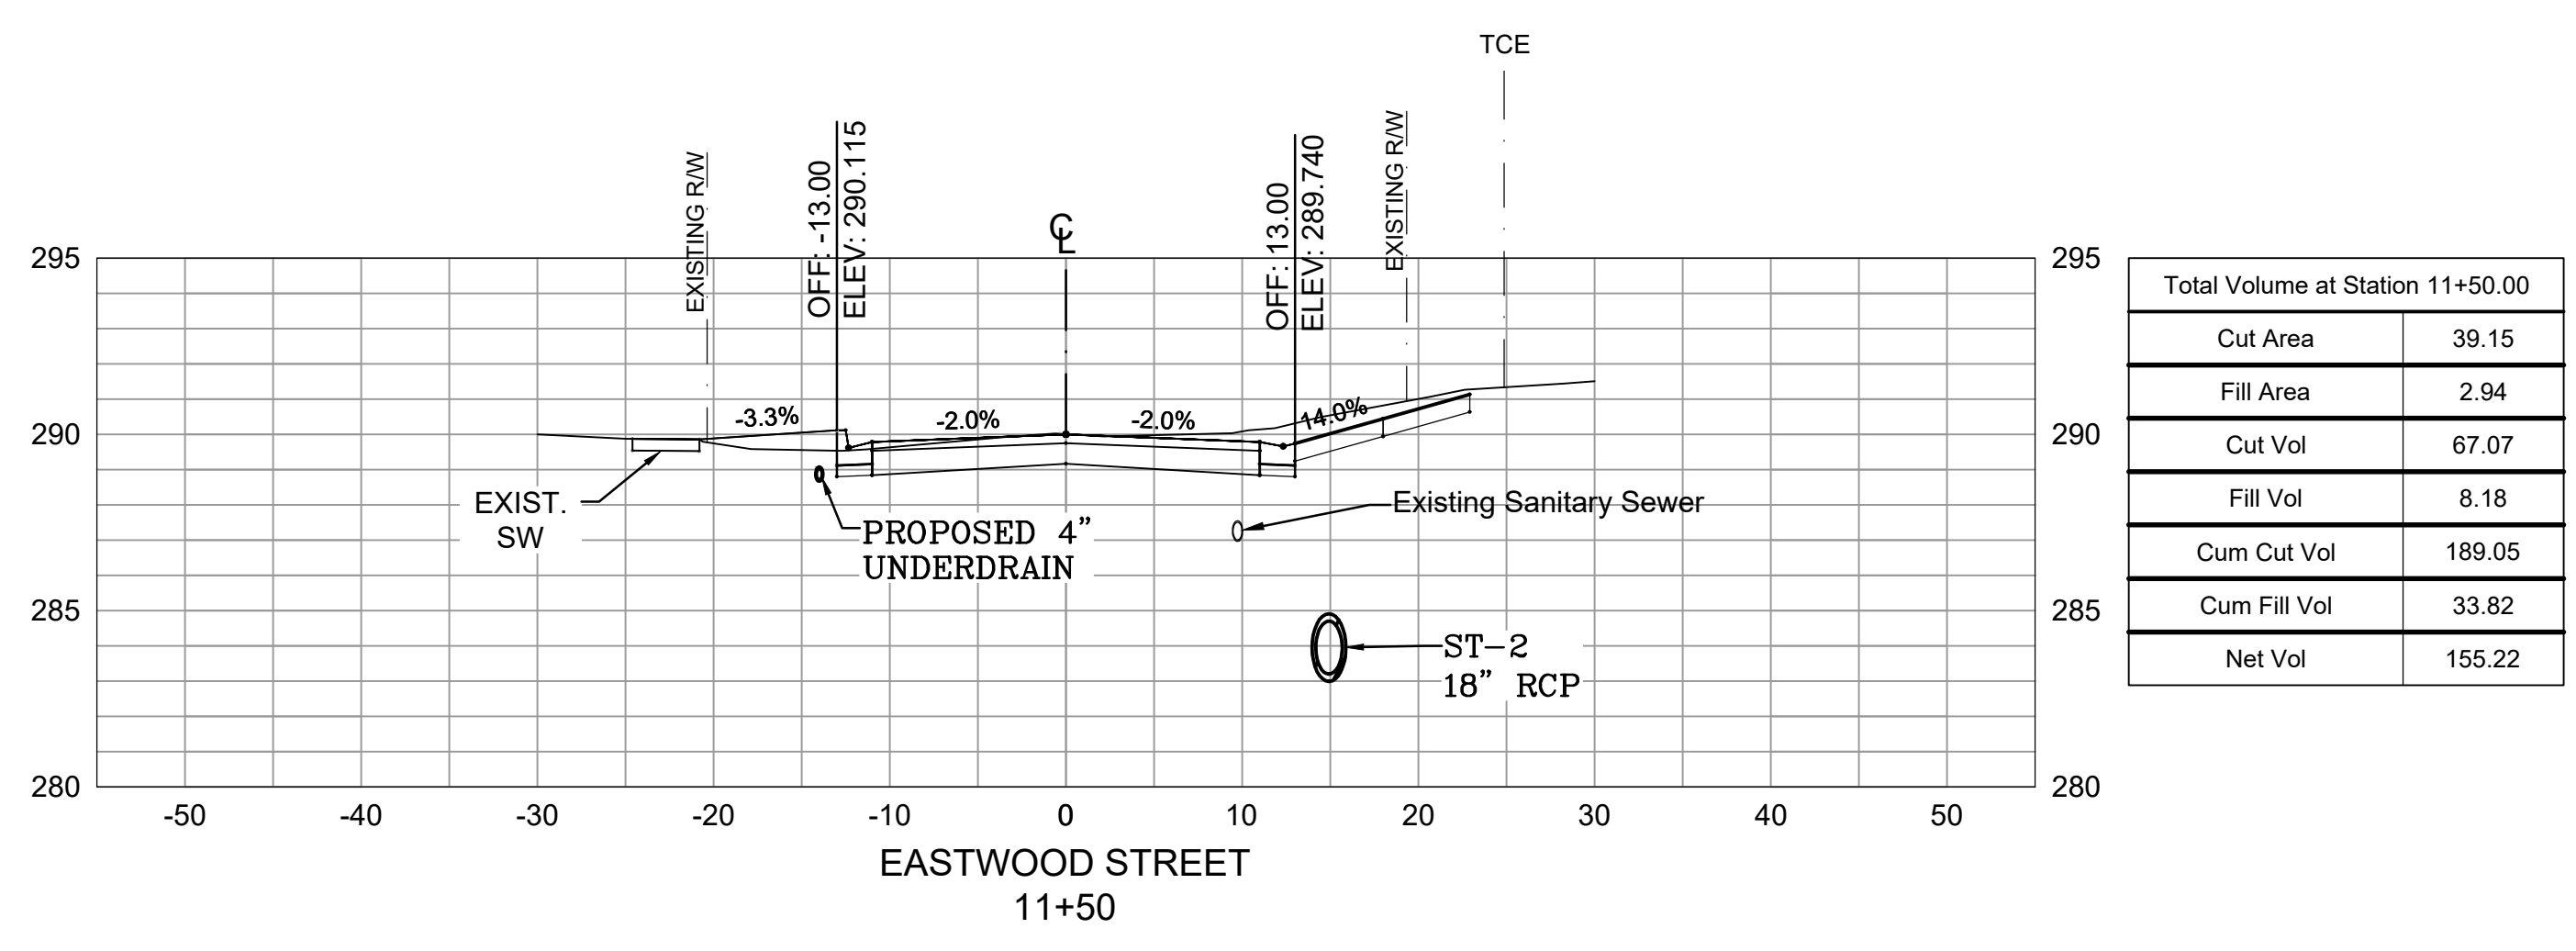 TCE
EXISTING R/W
OFF: -13.00
ELEV: 290.115
℄
OFF: 13.00
ELEV: 289.740
EXISTING R/W
295
295
290
290
285
285
280
280
-3.3%
-2.0%
-2.0%
14.0%
EXIST.
SW
PROPOSED 4"
UNDERDRAIN
Existing Sanitary Sewer
ST-2
18" RCP
-50 -40 -30 -20 -10 0 10 20 30 40 50
EASTWOOD STREET
11+50
Total Volume at Station 11+50.00
Cut Area 39.15
Fill Area 2.94
Cut Vol 67.07
Fill Vol 8.18
Cum Cut Vol 189.05
Cum Fill Vol 33.82
Net Vol 155.22